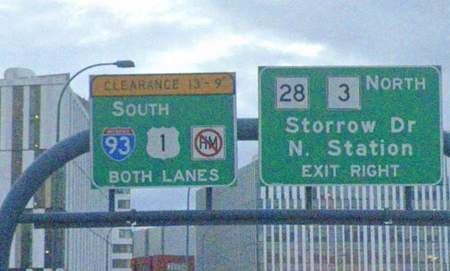 CLEARANCE 13'-9"
SOUTH
INTERSTATE
93
1
HM
BOTH LANES
28
3
NORTH
Storrow Dr
N. Station
EXIT RIGHT